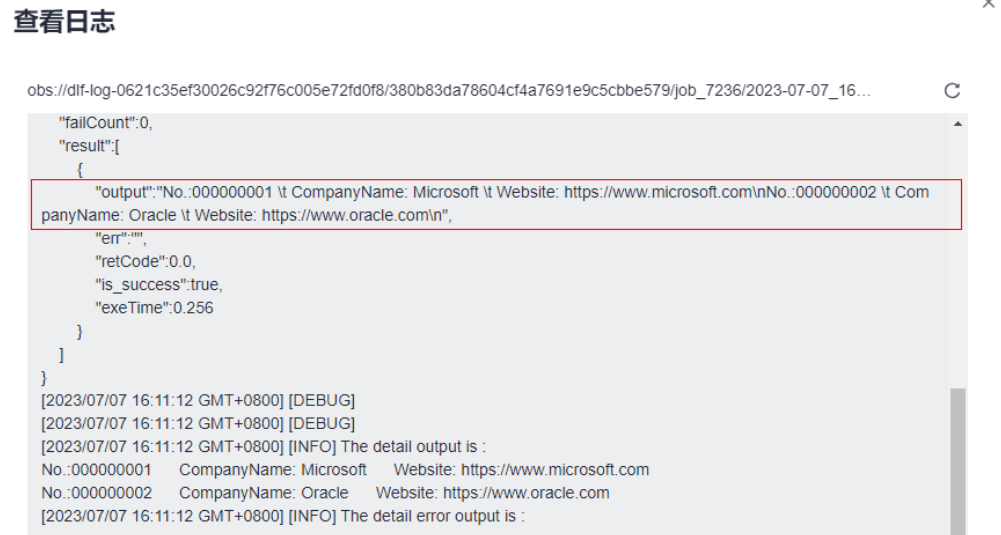 查看日志
obs://dlf-log-0621c35ef30026c92f76c005e72fd0f8/380b83da78604cf4a7691e9c5cbbe579/job_7236/2023-07-07_16...
"failCount":0,
"result":[
{
"output":"No.:000000001 \t CompanyName: Microsoft \t Website: https://www.microsoft.com\nNo.:000000002 \t Com
panyName: Oracle \t Website: https://www.oracle.com\n",
"err":"",
"retCode":0.0,
"is_success":true,
"exeTime":0.256
}
]
}
[2023/07/07 16:11:12 GMT+0800] [DEBUG]
[2023/07/07 16:11:12 GMT+0800] [DEBUG]
[2023/07/07 16:11:12 GMT+0800] [INFO] The detail output is :
No.:000000001 CompanyName: Microsoft Website: https://www.microsoft.com
No.:000000002 CompanyName: Oracle Website: https://www.oracle.com
[2023/07/07 16:11:12 GMT+0800] [INFO] The detail error output is :